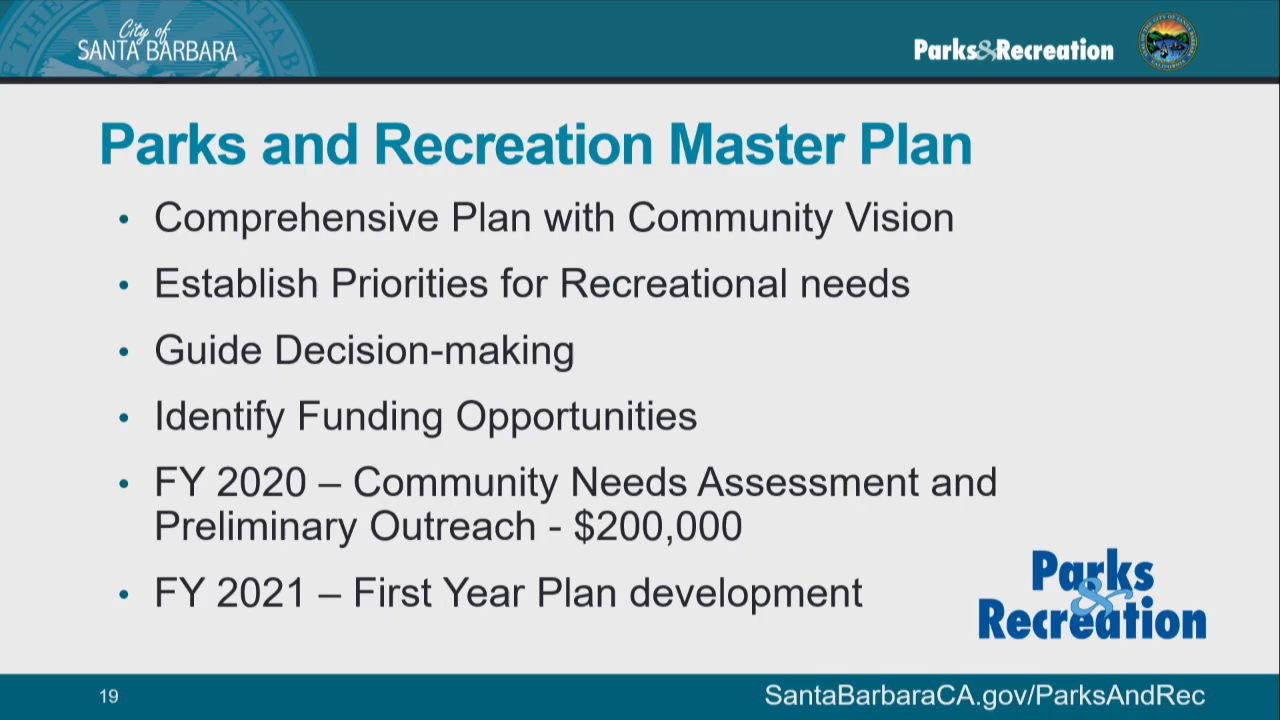 City of
SANTA BARBARA
Parks&Recreation
Parks and Recreation Master Plan
• Comprehensive Plan with Community Vision
• Establish Priorities for Recreational needs
• Guide Decision-making
• Identify Funding Opportunities
• FY 2020 – Community Needs Assessment and
Preliminary Outreach - $200,000
• FY 2021 – First Year Plan development
Parks
&
Recreation
19
SantaBarbaraCA.gov/ParksAndRec